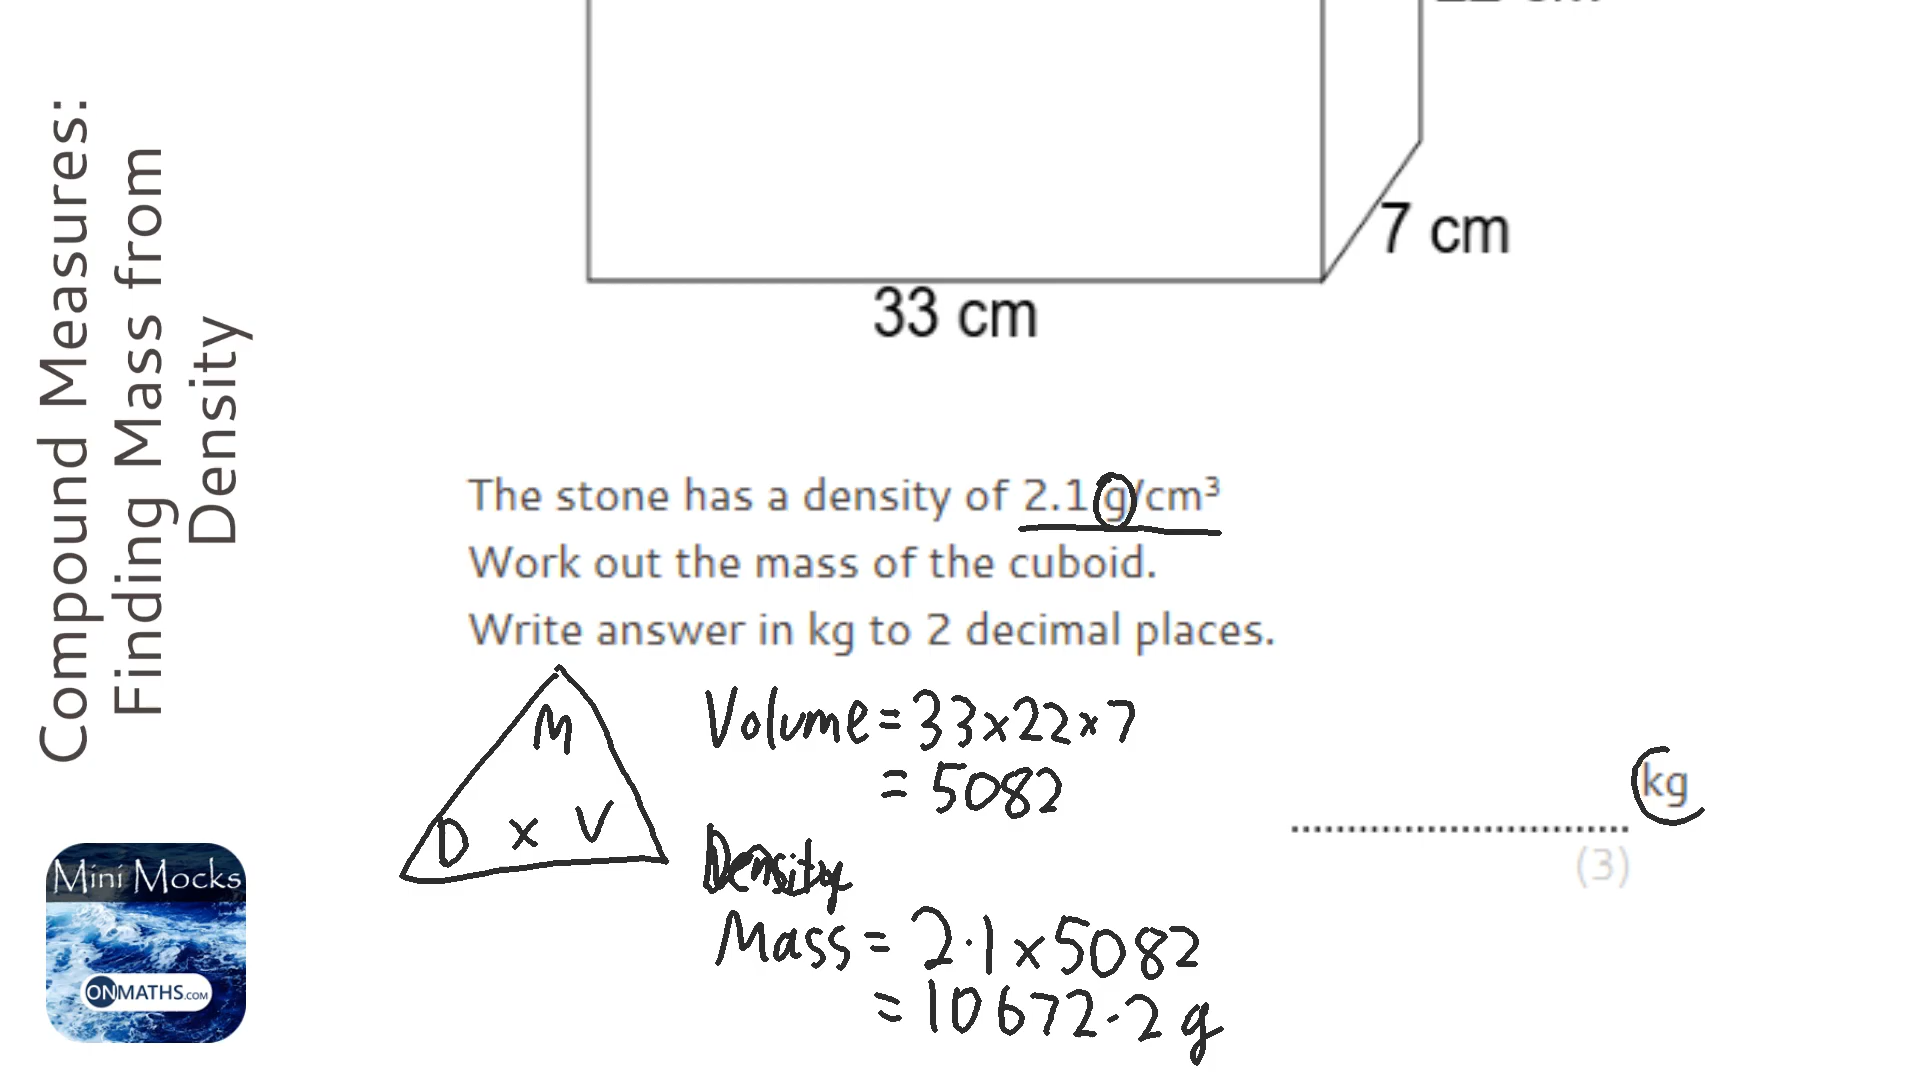 Compound Measures:
Finding Mass from
Density
7 cm
33 cm
The stone has a density of 2.1 g/cm³
Work out the mass of the cuboid.
Write answer in kg to 2 decimal places.
M
D × V
Volume = 33×22×7
= 5082
kg
(3)
Density
Mass = 2.1×5082
= 10672.2 g
Mini Mocks
ONMATHS.COM